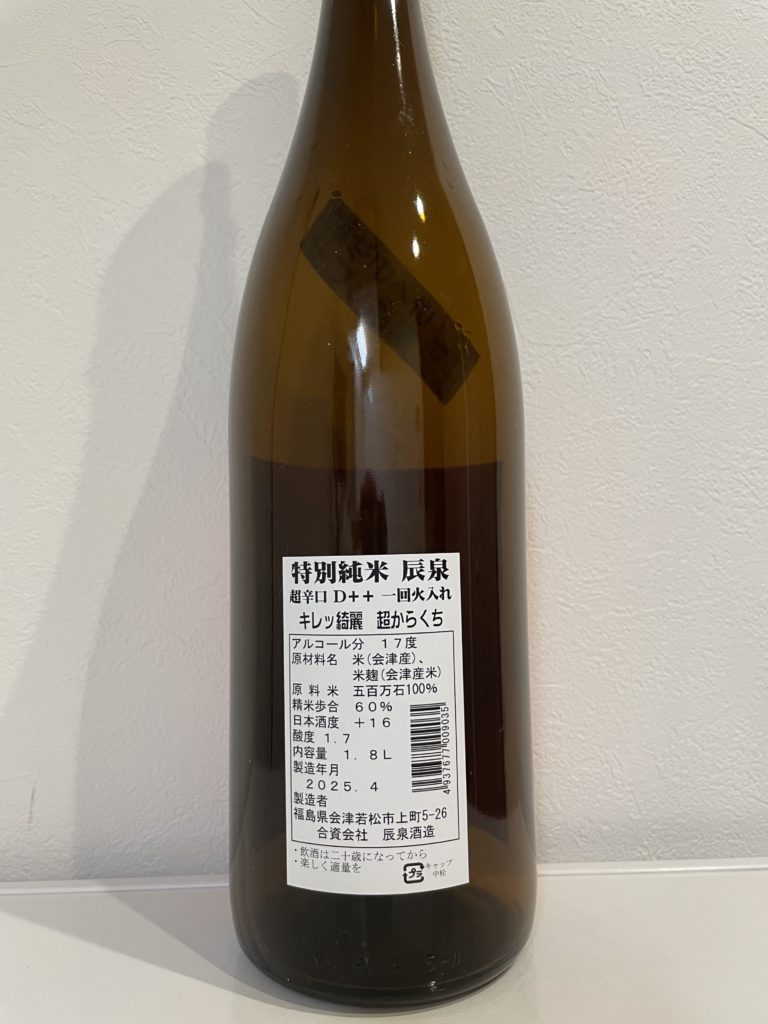 特別純米 辰泉
超辛口 D++ 一回火入れ
キレッ綺麗 超からくち
アルコール分 17度
原材料名 米(会津産)、
米麹(会津産米)
原料米 五百万石100%
精米歩合 60%
日本酒度 +16
酸度 1.7
内容量 1.8L
製造年月
2025.4
製造者
福島県会津若松市上町5-26
合資会社 辰泉酒造
4937677009035
・飲酒は二十歳になってから
・楽しく適量を
プラ
キャップ
中栓